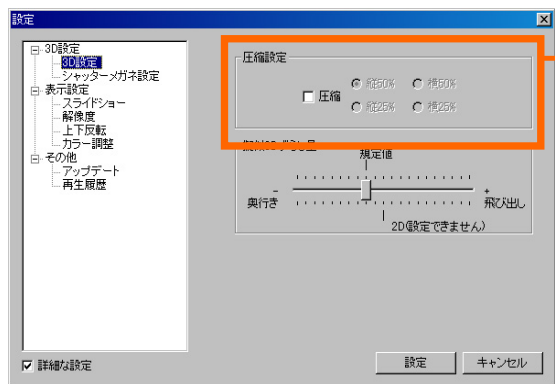 設定
3D設定
3D設定
シャッターメガネ設定
表示設定
スライドショー
解像度
上下反転
カラー調整
その他
アップデート
再生履歴
圧縮設定
圧縮
縦50% 横50%
縦25% 横25%
規定値
- +
奥行き 飛び出し
2D(設定できません)
詳細な設定
設定 キャンセル